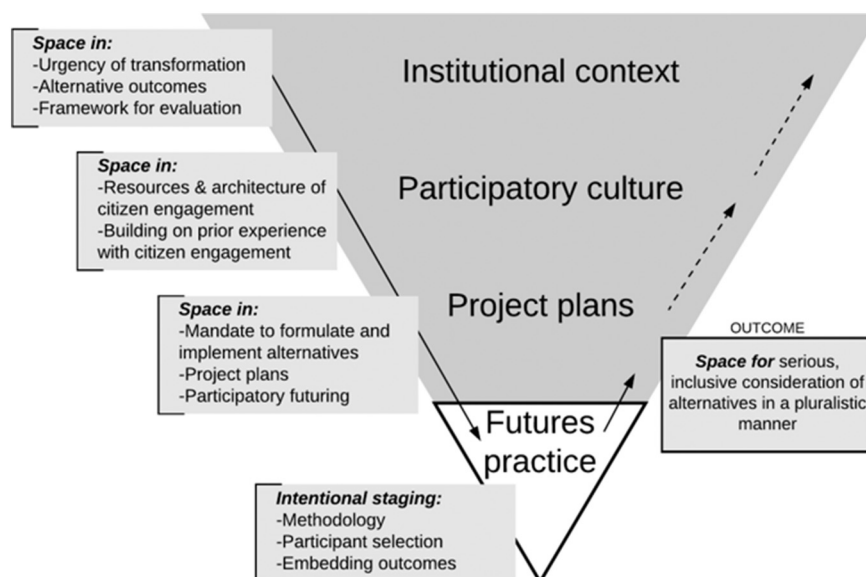 Space in:
-Urgency of transformation
-Alternative outcomes
-Framework for evaluation
Institutional context
Space in:
-Resources & architecture of
citizen engagement
-Building on prior experience
with citizen engagement
Participatory culture
Space in:
-Mandate to formulate and
implement alternatives
-Project plans
-Participatory futuring
Project plans
OUTCOME
Space for serious,
inclusive consideration of
alternatives in a pluralistic
manner
Futures
practice
Intentional staging:
-Methodology
-Participant selection
-Embedding outcomes